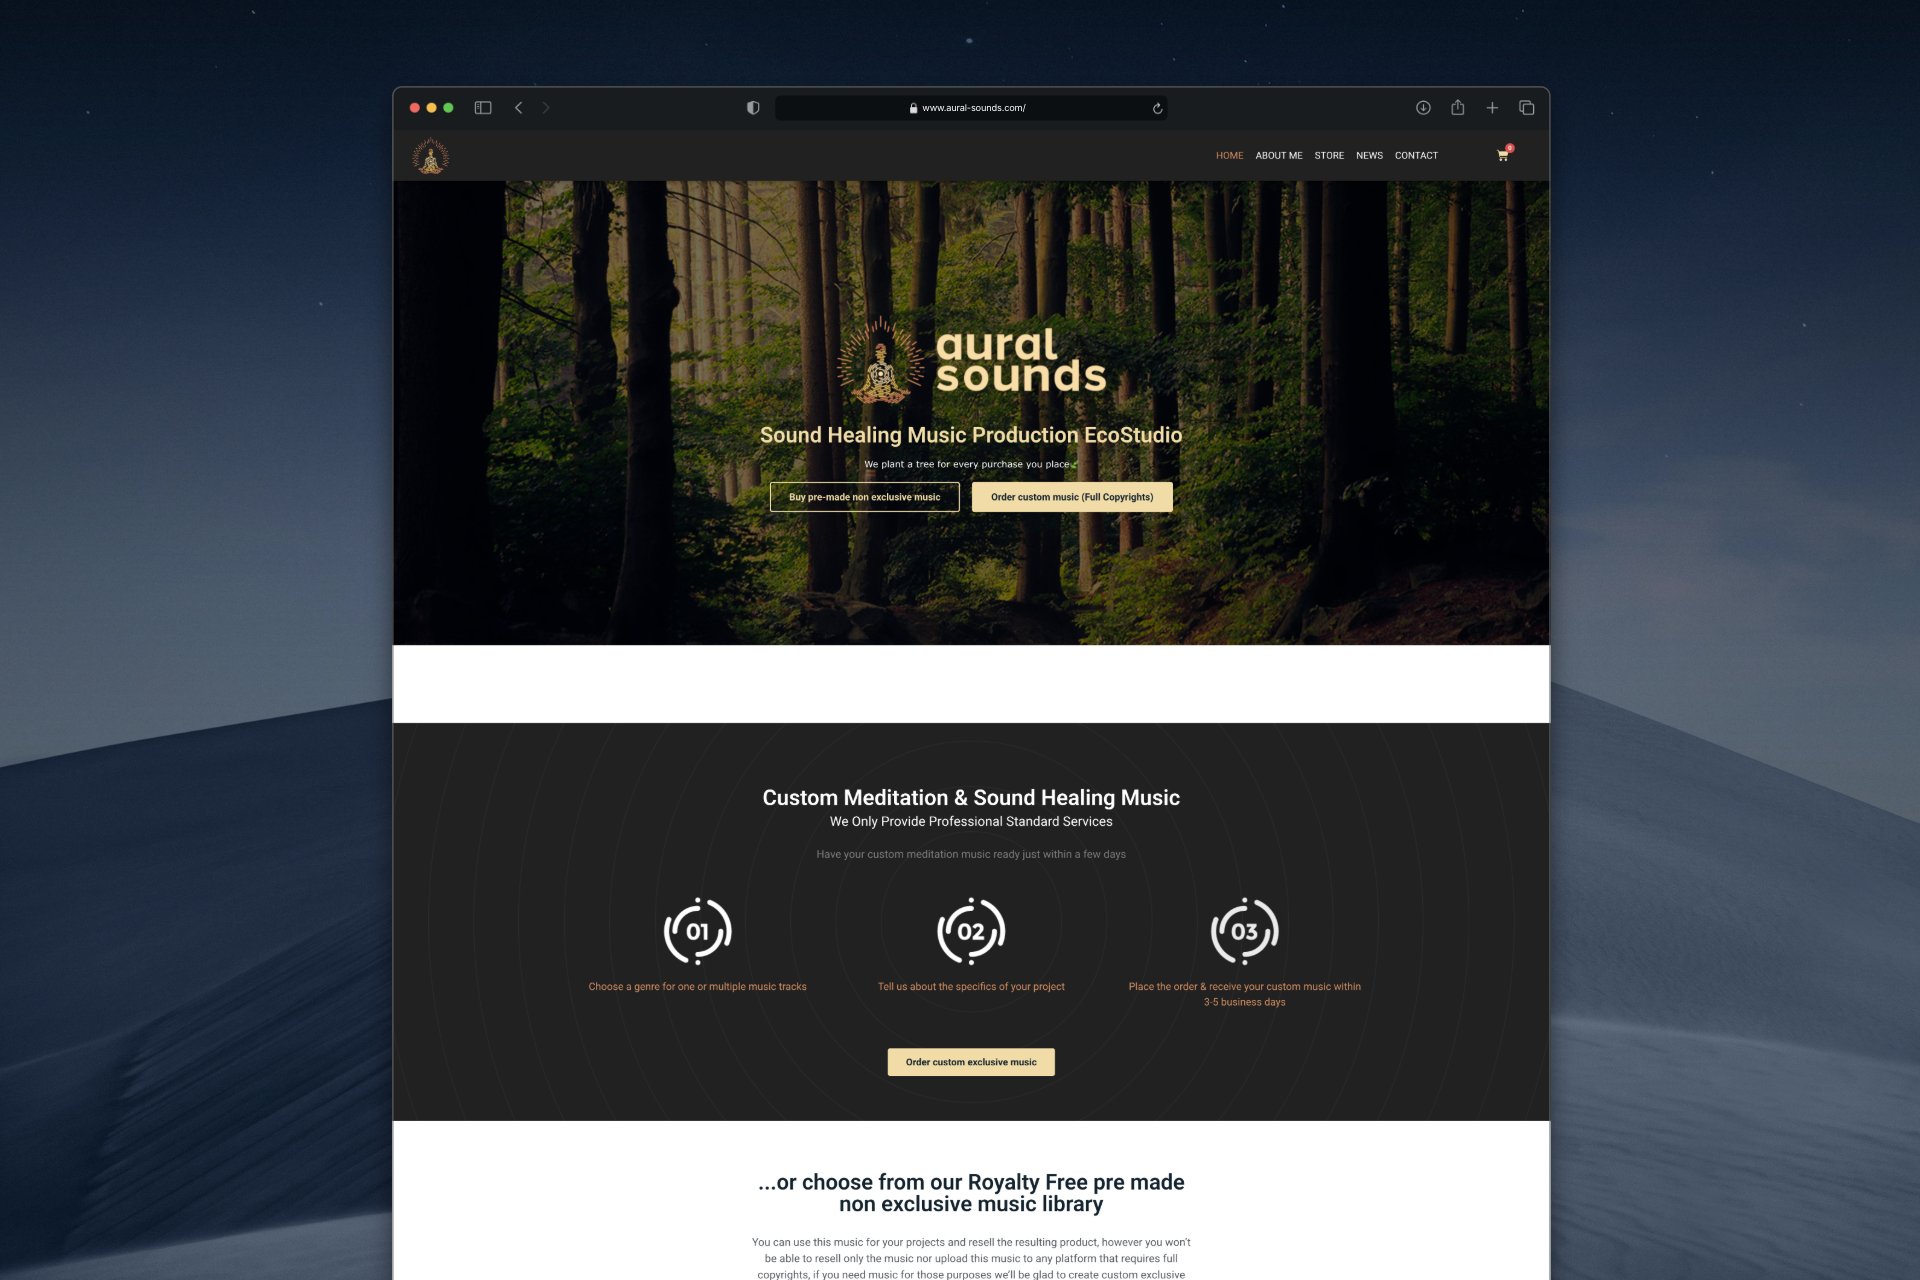 www.aural-sounds.com/
HOME ABOUT ME STORE NEWS CONTACT
0
aural
sounds
Sound Healing Music Production EcoStudio
We plant a tree for every purchase you place
Buy pre-made non exclusive music
Order custom music (Full Copyrights)
Custom Meditation & Sound Healing Music
We Only Provide Professional Standard Services
Have your custom meditation music ready just within a few days
01
02
03
Choose a genre for one or multiple music tracks
Tell us about the specifics of your project
Place the order & receive your custom music within
3-5 business days
Order custom exclusive music
...or choose from our Royalty Free pre made
non exclusive music library
You can use this music for your projects and resell the resulting product, however you won't
be able to resell only the music nor upload this music to any platform that requires full
copyrights, if you need music for those purposes we'll be glad to create custom exclusive